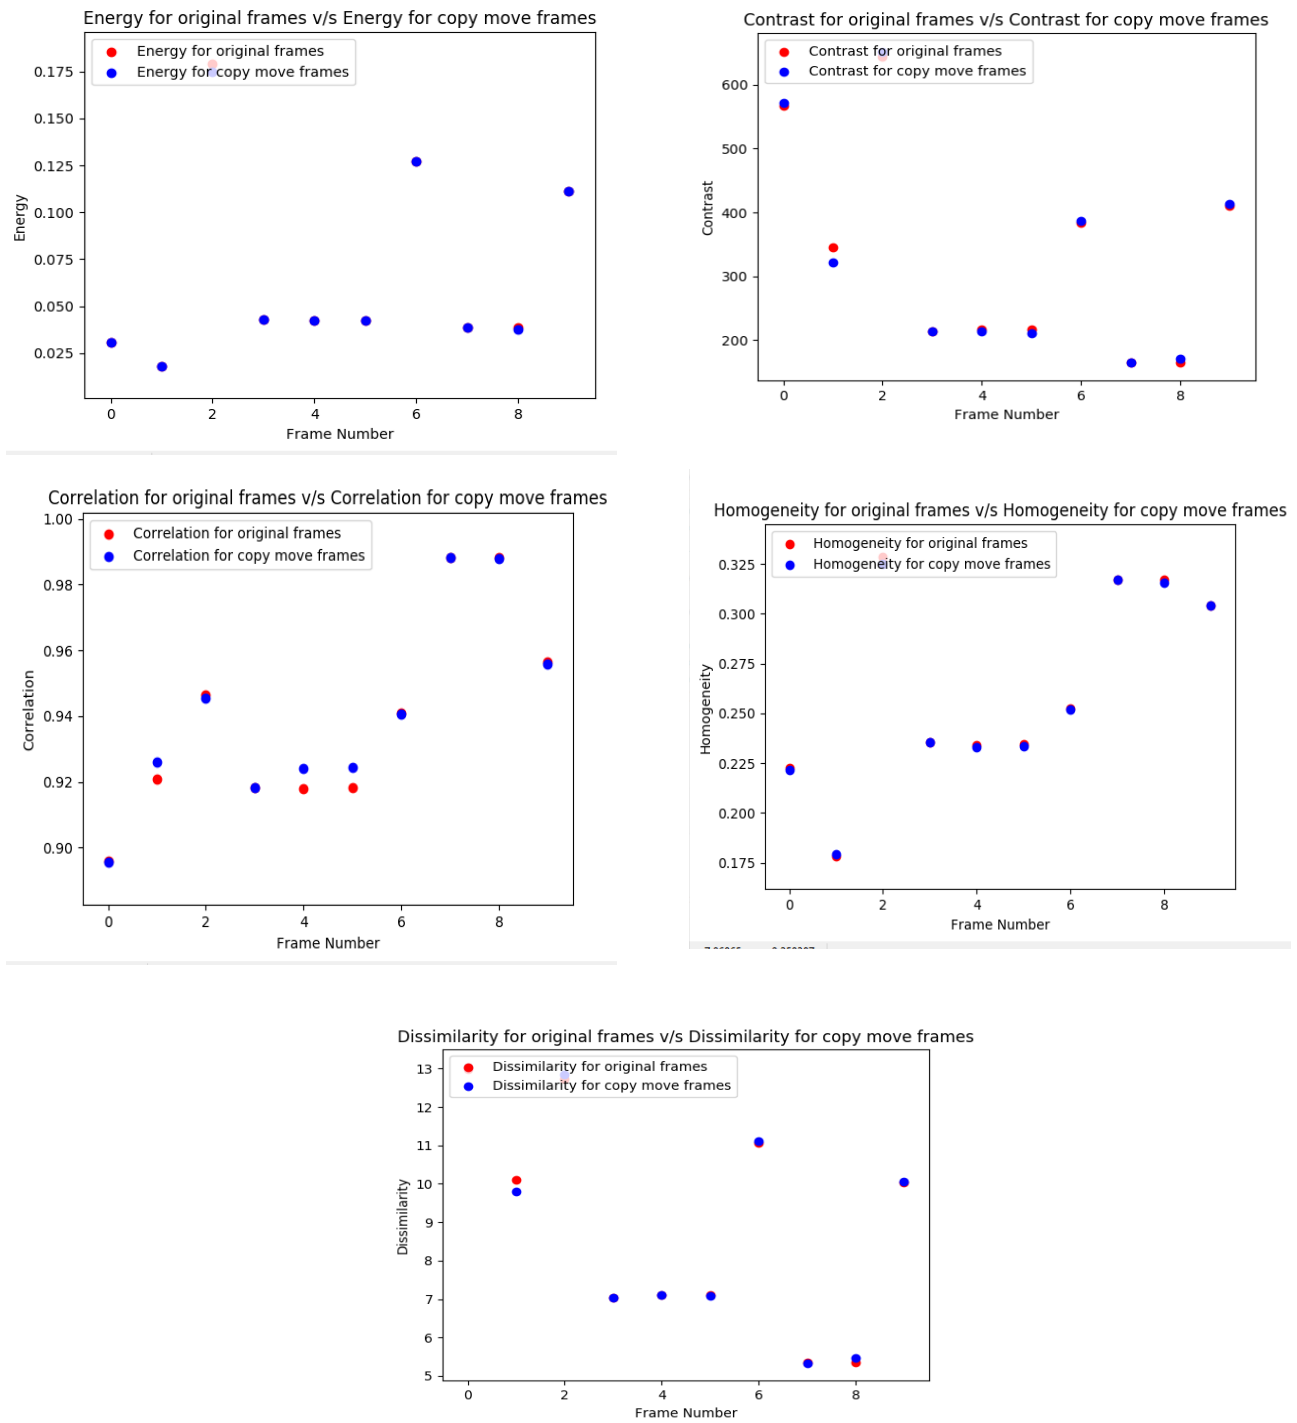 Energy for original frames v/s Energy for copy move frames
Energy for original frames
Energy for copy move frames
0.175
0.150
0.125
0.100
0.075
0.050
0.025
Energy
0 2 4 6 8
Frame Number
Contrast for original frames v/s Contrast for copy move frames
Contrast for original frames
Contrast for copy move frames
600
500
400
300
200
Contrast
0 2 4 6 8
Frame Number
Correlation for original frames v/s Correlation for copy move frames
Correlation for original frames
Correlation for copy move frames
1.00
0.98
0.96
0.94
0.92
0.90
Correlation
0 2 4 6 8
Frame Number
Homogeneity for original frames v/s Homogeneity for copy move frames
Homogeneity for original frames
Homogeneity for copy move frames
0.325
0.300
0.275
0.250
0.225
0.200
0.175
Homogeneity
0 2 4 6 8
Frame Number
Dissimilarity for original frames v/s Dissimilarity for copy move frames
Dissimilarity for original frames
Dissimilarity for copy move frames
13
12
11
10
9
8
7
6
5
Dissimilarity
0 2 4 6 8
Frame Number